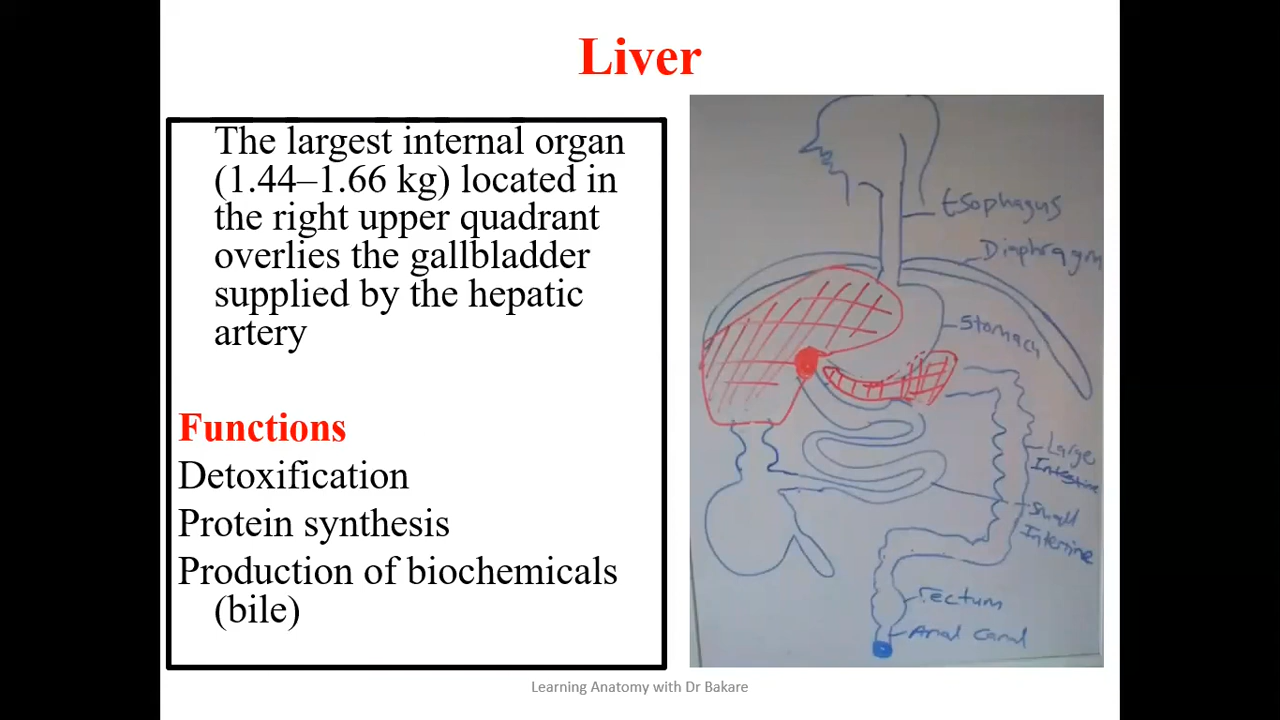 Liver
The largest internal organ
(1.44–1.66 kg) located in
the right upper quadrant
overlies the gallbladder
supplied by the hepatic
artery
Functions
Detoxification
Protein synthesis
Production of biochemicals
(bile)
Esophagus
Diaphragm
Stomach
Large
Intestine
Small
Intestine
rectum
Anal Canal
Learning Anatomy with Dr Bakare